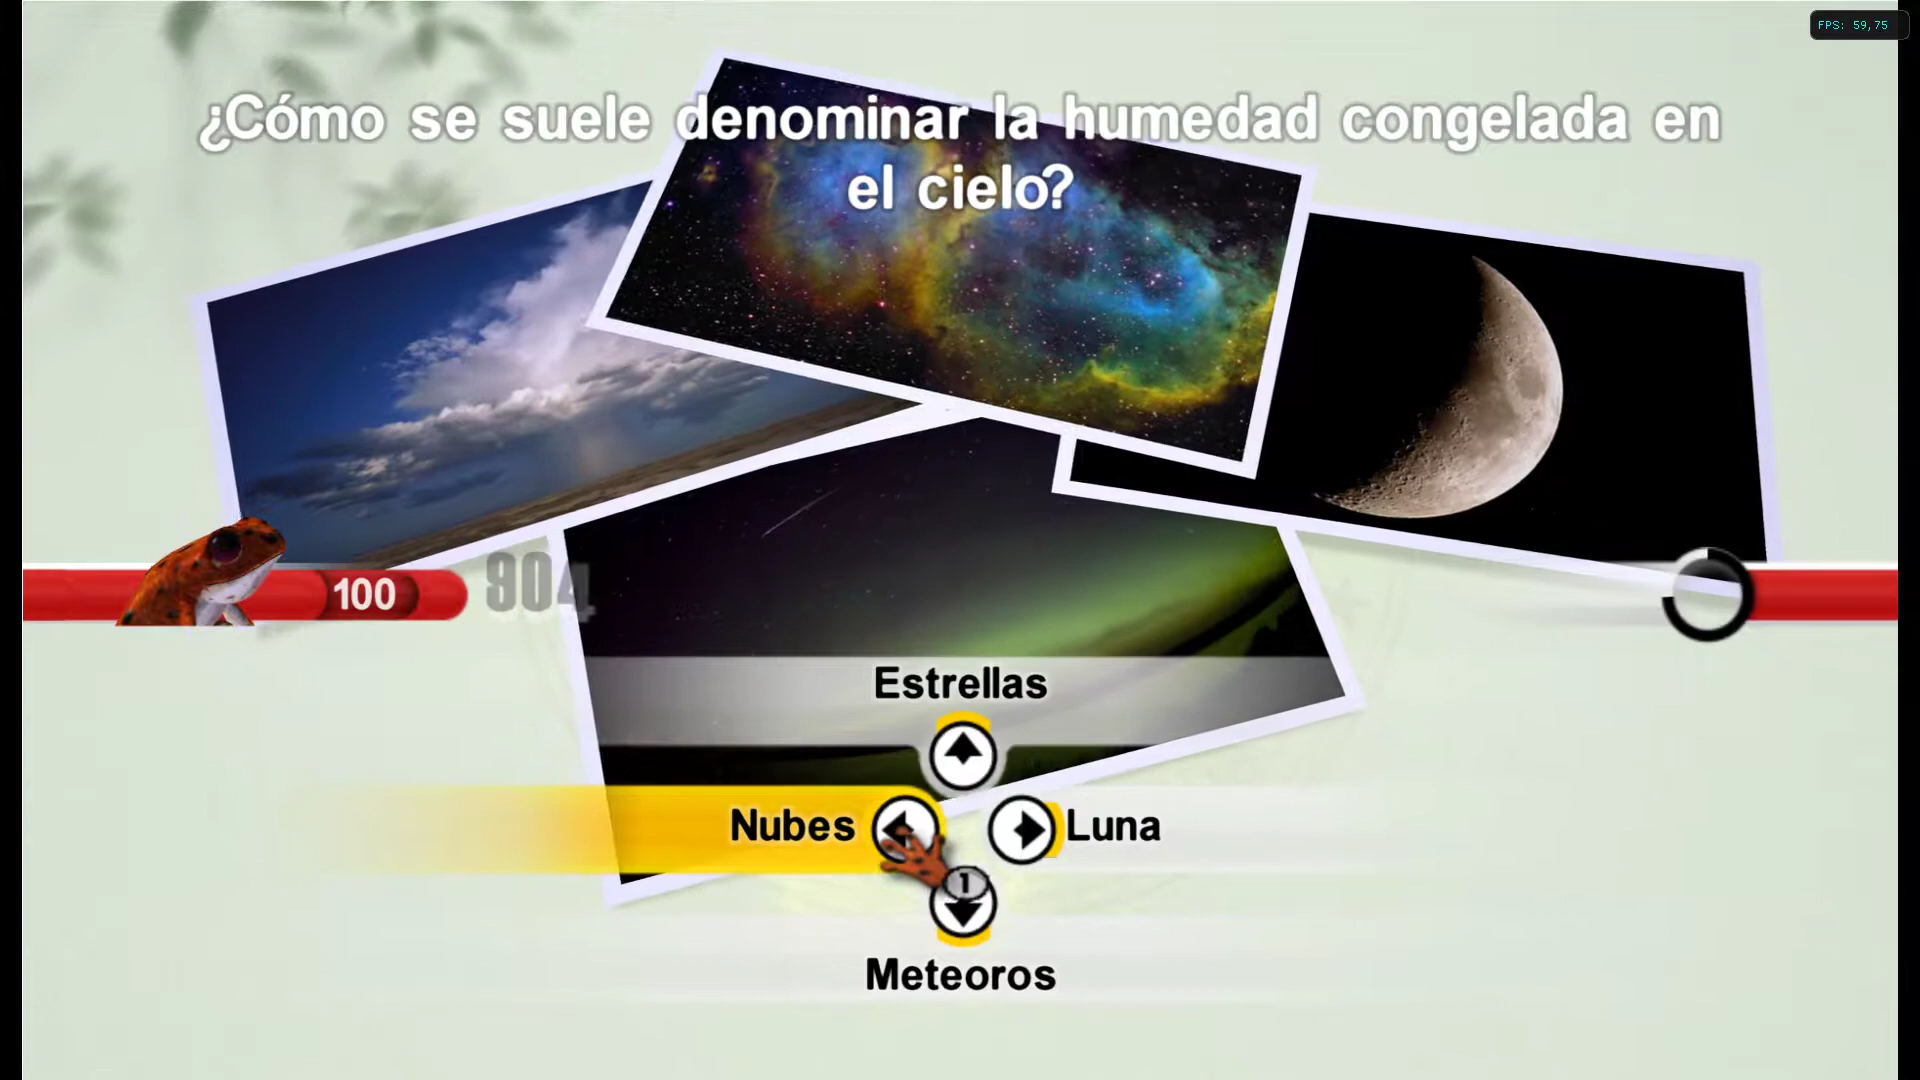 FPS: 59,75
¿Cómo se suele denominar la humedad congelada en
el cielo?
100
904
Estrellas
Nubes
Luna
1
Meteoros